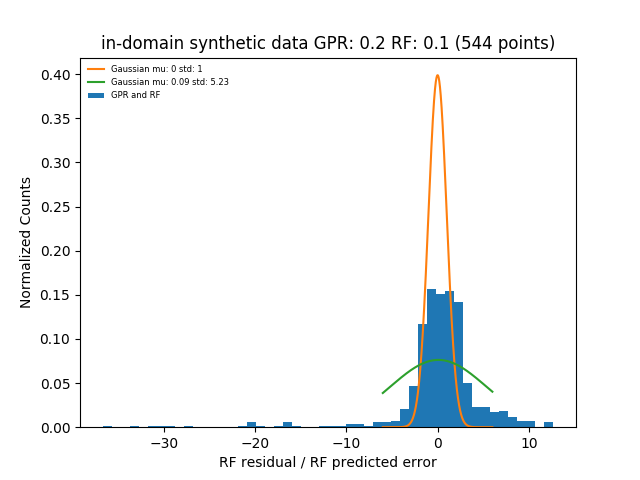 in-domain synthetic data GPR: 0.2 RF: 0.1 (544 points)
Gaussian mu: 0 std: 1
Gaussian mu: 0.09 std: 5.23
GPR and RF
Normalized Counts
0.40
0.35
0.30
0.25
0.20
0.15
0.10
0.05
0.00
−30 −20 −10 0 10
RF residual / RF predicted error